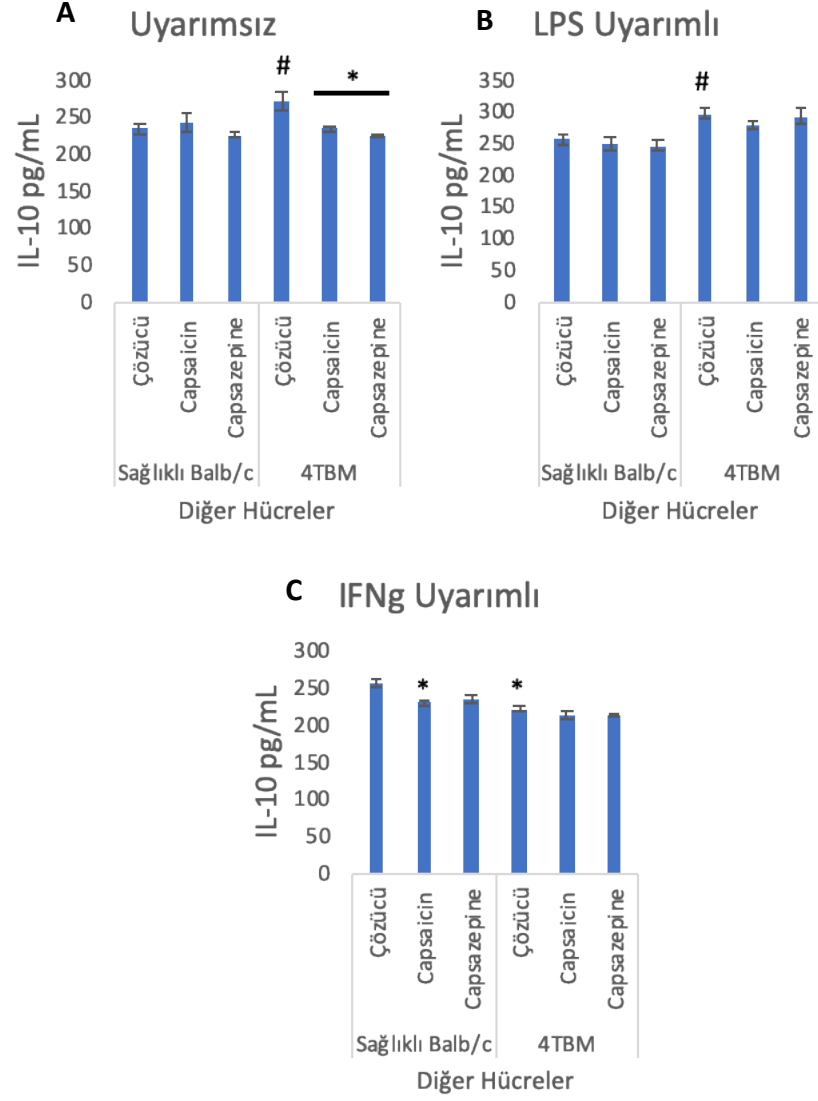 A
Uyarımsız
IL-10 pg/mL
300
250
200
150
100
50
0
#
*
Çözücü
Capsaicin
Capsazepine
Çözücü
Capsaicin
Capsazepine
Sağlıklı Balb/c
4TBM
Diğer Hücreler
B
LPS Uyarımlı
IL-10 pg/mL
350
300
250
200
150
100
50
0
#
Çözücü
Capsaicin
Capsazepine
Çözücü
Capsaicin
Capsazepine
Sağlıklı Balb/c
4TBM
Diğer Hücreler
C
IFNg Uyarımlı
IL-10 pg/mL
300
250
200
150
100
50
0
*
*
Çözücü
Capsaicin
Capsazepine
Çözücü
Capsaicin
Capsazepine
Sağlıklı Balb/c
4TBM
Diğer Hücreler